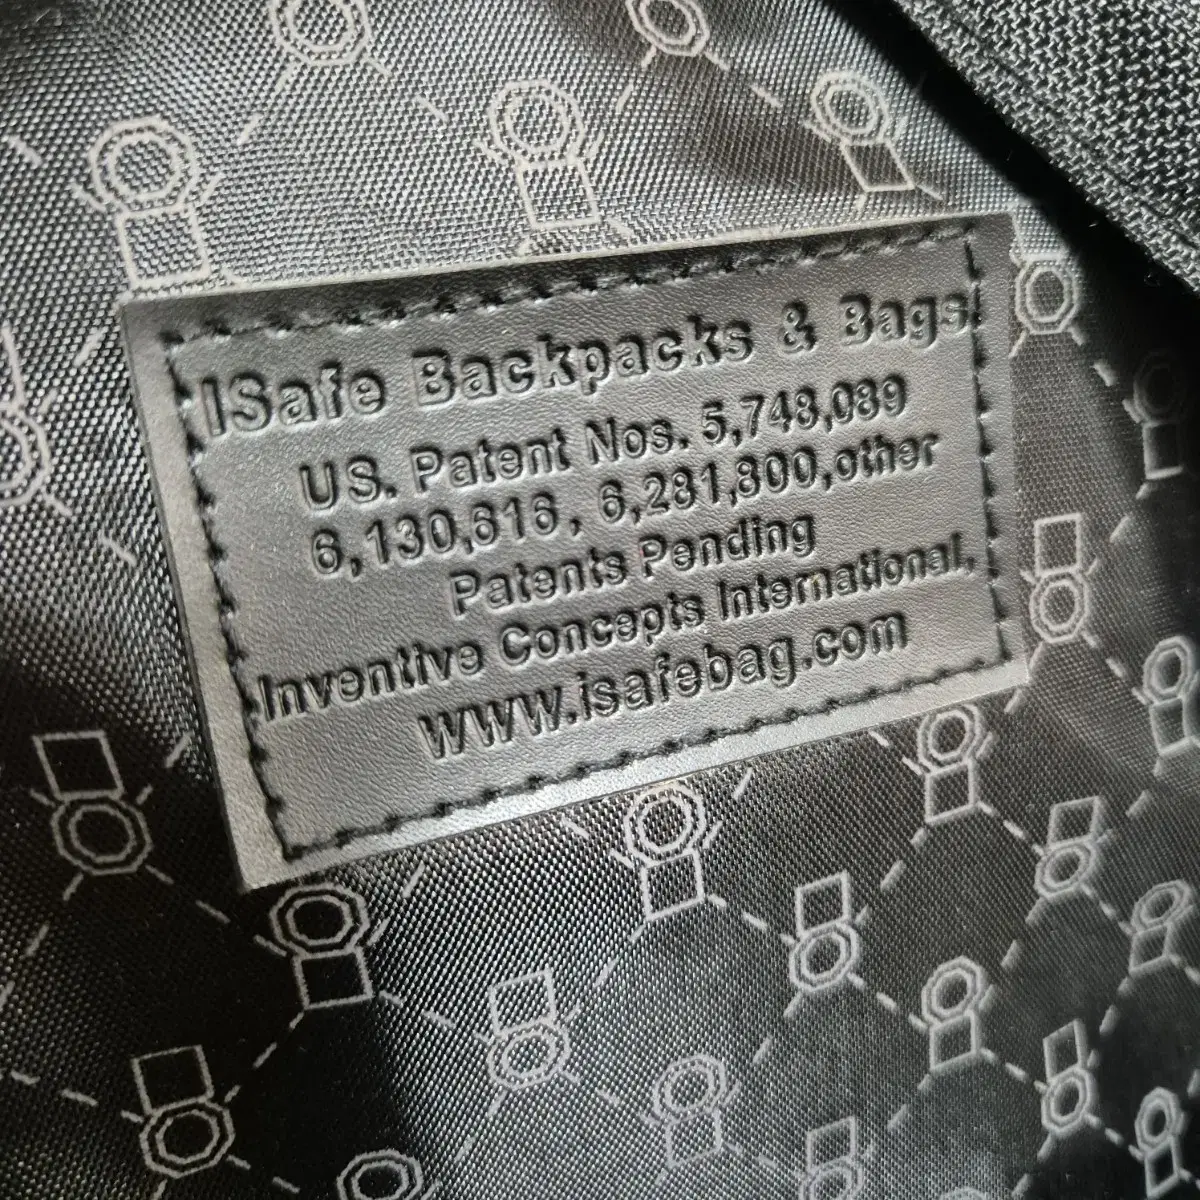 ISafe Backpacks & Bags
US. Patent Nos. 5,748,089
6,130,616, 6,281,800,other
Patents Pending
Inventive Concepts International,
www.isafebag.com